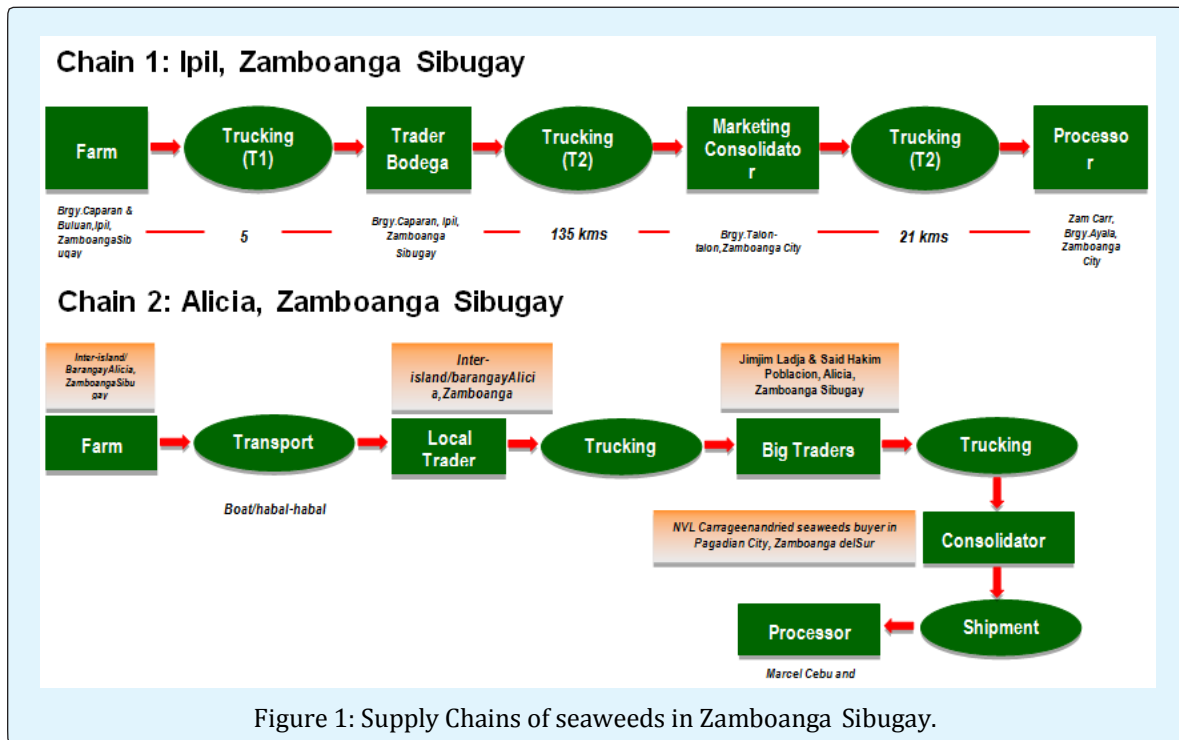 Chain 1: Ipil, Zamboanga Sibugay
Farm
Trucking
(T1)
Trader
Bodega
Trucking
(T2)
Marketing
Consolidato
r
Trucking
(T2)
Processo
r
Brgy.Caparan &
Buluan,Ipil,
ZamboangaSib
ugay
5
Brgy.Caparan, Ipil,
Zamboanga
Sibugay
135 kms
Brgy.Talon-
talon,Zamboanga City
21 kms
Zam Carr,
Brgy.Ayala,
Zamboanga
City
Chain 2: Alicia, Zamboanga Sibugay
Inter-island/
BarangayAlicia,
ZamboangaSibu
gay
Inter-
island/barangayAlici
a,Zamboanga
Jimjim Ladja & Said Hakim
Poblacion, Alicia,
Zamboanga Sibugay
Farm
Transport
Local
Trader
Trucking
Big Traders
Trucking
Boat/habal-habal
NVL Carrageenandried seaweeds buyer in
Pagadian City, Zamboanga delSur
Consolidator
Processor
Shipment
Marcel Cebu and
Figure 1: Supply Chains of seaweeds in Zamboanga Sibugay.